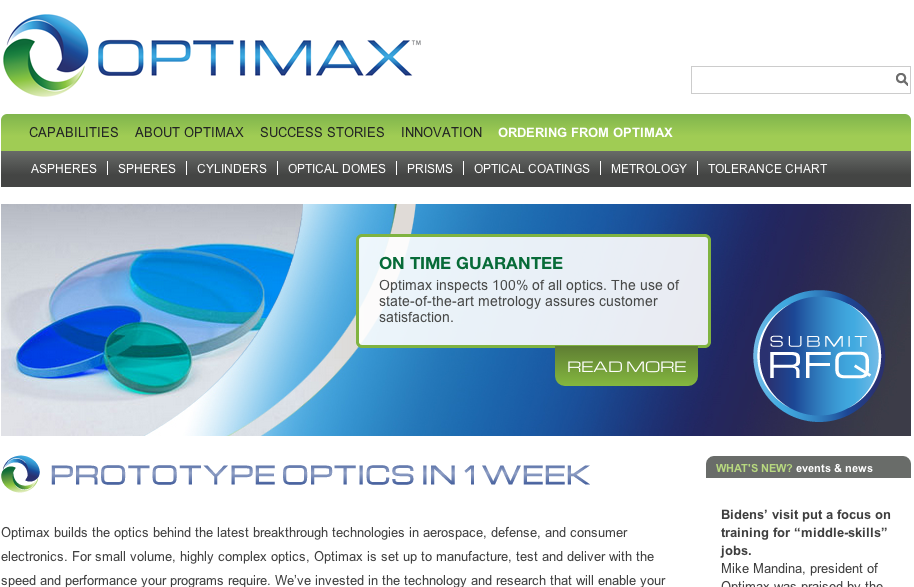 OPTIMAX™
CAPABILITIES ABOUT OPTIMAX SUCCESS STORIES INNOVATION ORDERING FROM OPTIMAX
ASPHERES SPHERES CYLINDERS OPTICAL DOMES PRISMS OPTICAL COATINGS METROLOGY TOLERANCE CHART
ON TIME GUARANTEE
Optimax inspects 100% of all optics. The use of
state-of-the-art metrology assures customer
satisfaction.
READ MORE
SUBMIT
RFQ
PROTOTYPE OPTICS IN 1 WEEK
Optimax builds the optics behind the latest breakthrough technologies in aerospace, defense, and consumer
electronics. For small volume, highly complex optics, Optimax is set up to manufacture, test and deliver with the
speed and performance your programs require. We've invested in the technology and research that will enable your
WHAT'S NEW? events & news
Bidens' visit put a focus on
training for “middle-skills”
jobs.
Mike Mandina, president of
Optimax was praised by the